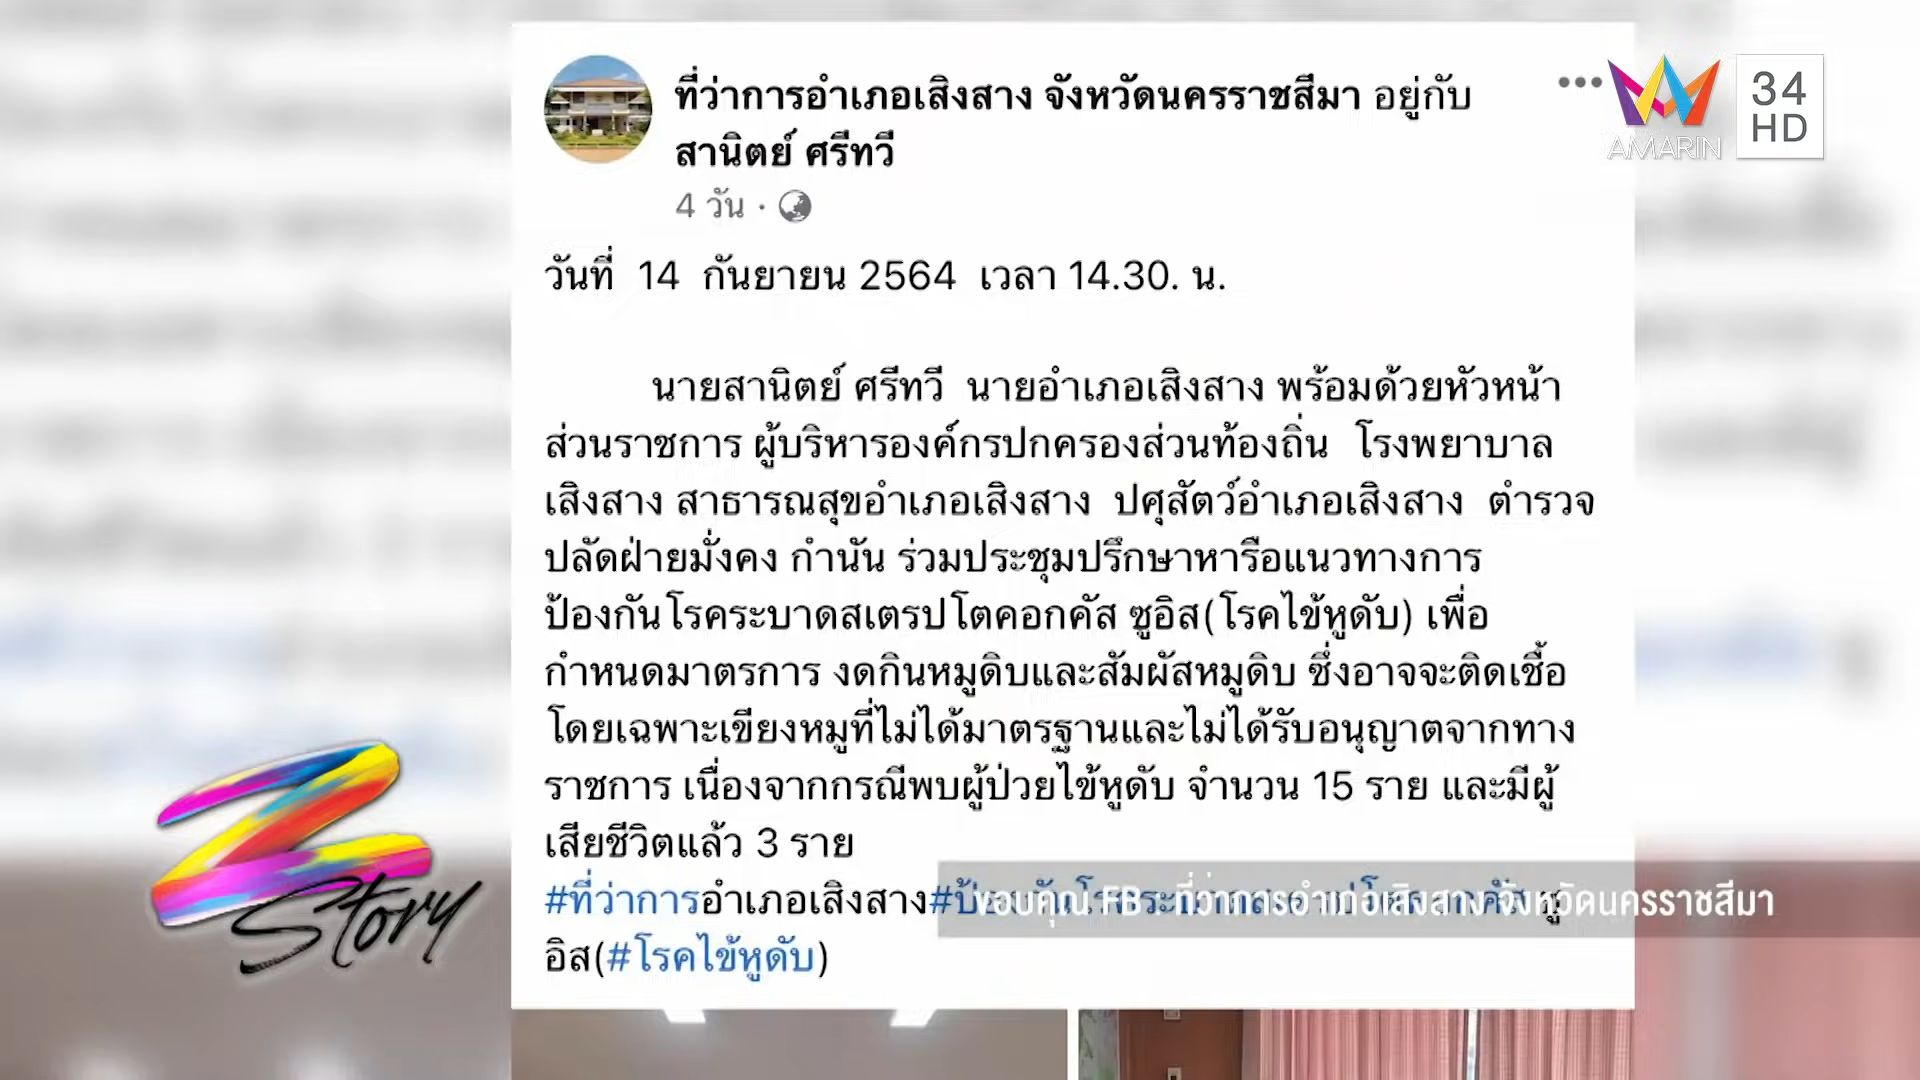 ที่ว่าการอำเภอเสิงสาง จังหวัดนครราชสีมา อยู่กับ
สานิตย์ ศรีทวี
4 วัน ·
AMARIN
34
HD
วันที่ 14 กันยายน 2564 เวลา 14.30. น.
นายสานิตย์ ศรีทวี นายอำเภอเสิงสาง พร้อมด้วยหัวหน้า
ส่วนราชการ ผู้บริหารองค์กรปกครองส่วนท้องถิ่น โรงพยาบาล
เสิงสาง สาธารณสุขอำเภอเสิงสาง ปศุสัตว์อำเภอเสิงสาง ตำรวจ
ปลัดฝ่ายมั่งคง กำนัน ร่วมประชุมปรึกษาหารือแนวทางการ
ป้องกันโรคระบาดสเตรปโตคอกคัส ซูอิส(โรคไข้หูดับ) เพื่อ
กำหนดมาตรการ งดกินหมูดิบและสัมผัสหมูดิบ ซึ่งอาจจะติดเชื้อ
โดยเฉพาะเขียงหมูที่ไม่ได้มาตรฐานและไม่ได้รับอนุญาตจากทาง
ราชการ เนื่องจากกรณีพบผู้ป่วยไข้หูดับ จำนวน 15 ราย และมีผู้
เสียชีวิตแล้ว 3 ราย
#ที่ว่าการอำเภอเสิงสาง
อิส(#โรคไข้หูดับ)
ขอบคุณ FB : ที่ว่าการอำเภอเสิงสาง จังหวัดนครราชสีมา
Z Story